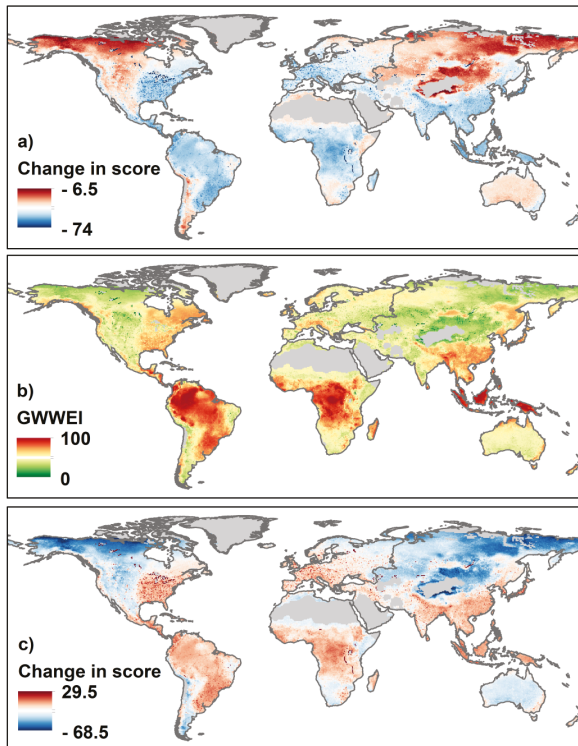 a)
Change in score
- 6.5
- 74
b)
GWWEI
100
0
c)
Change in score
29.5
- 68.5